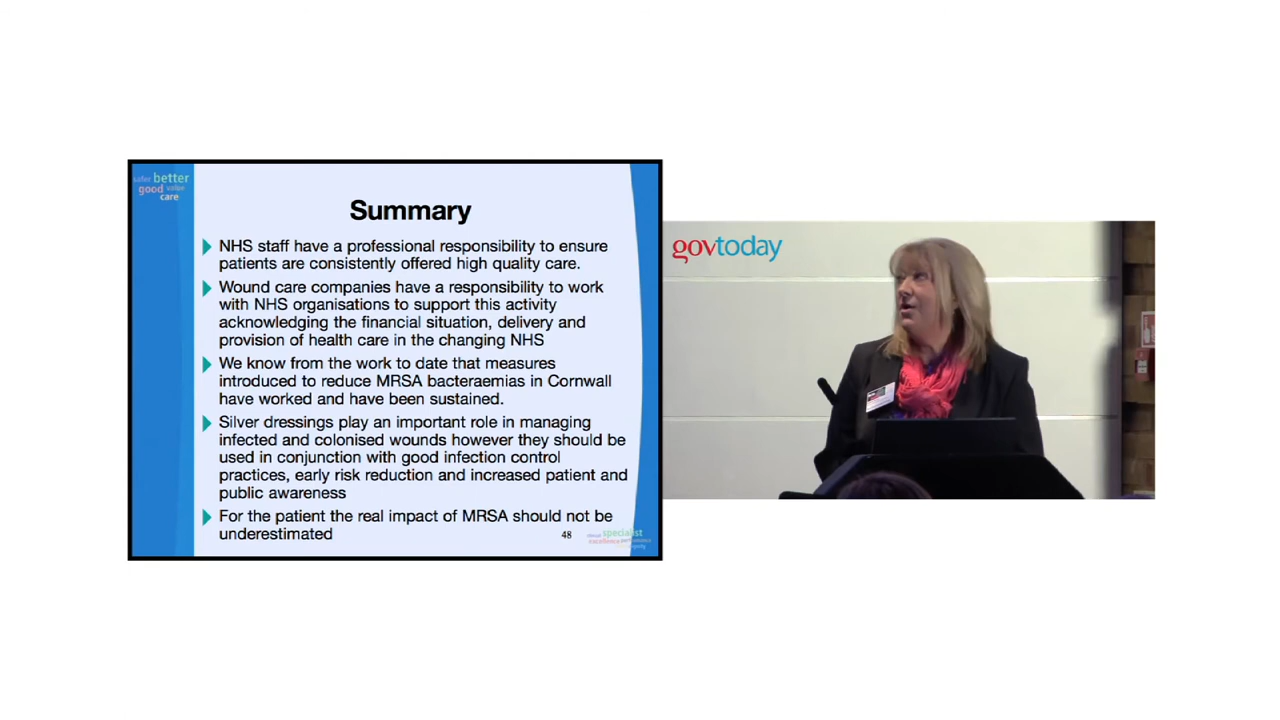 safer better
good value
care
Summary
NHS staff have a professional responsibility to ensure
patients are consistently offered high quality care.
Wound care companies have a responsibility to work
with NHS organisations to support this activity
acknowledging the financial situation, delivery and
provision of health care in the changing NHS
We know from the work to date that measures
introduced to reduce MRSA bacteraemias in Cornwall
have worked and have been sustained.
Silver dressings play an important role in managing
infected and colonised wounds however they should be
used in conjunction with good infection control
practices, early risk reduction and increased patient and
public awareness
For the patient the real impact of MRSA should not be
underestimated
48
specialist
excellence
govtoday